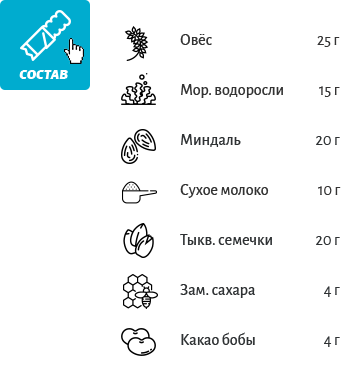 СОСТАВ
Овёс 25 г
Мор. водоросли 15 г
Миндаль 20 г
Сухое молоко 10 г
Тыкв. семечки 20 г
Зам. сахара 4 г
Какао бобы 4 г